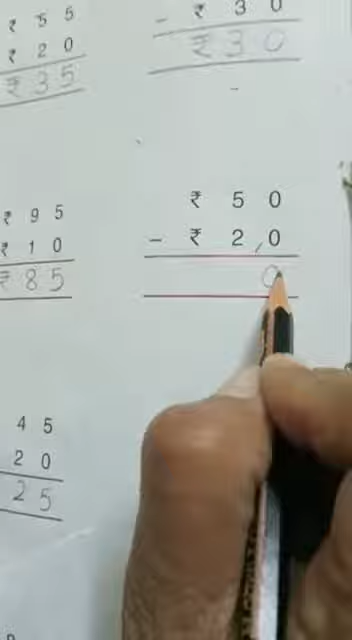 ₹ 5 5
₹ 2 0
₹ 3 5
- ₹ 3 0
₹ 3 0
₹ 9 5
₹ 1 0
₹ 8 5
₹ 5 0
- ₹ 2 0
0
4 5
2 0
2 5